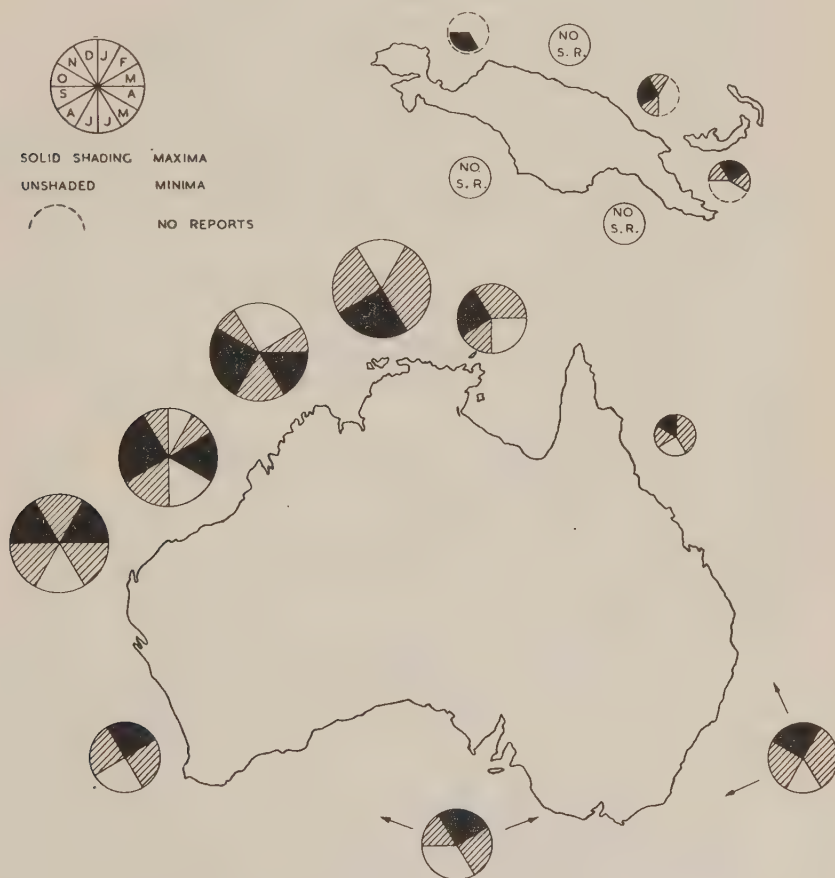 D J
N F
O M
S A
A M
J J
SOLID SHADING MAXIMA
UNSHADED MINIMA
NO REPORTS
NO
S.R.
NO
S.R.
NO
S.R.